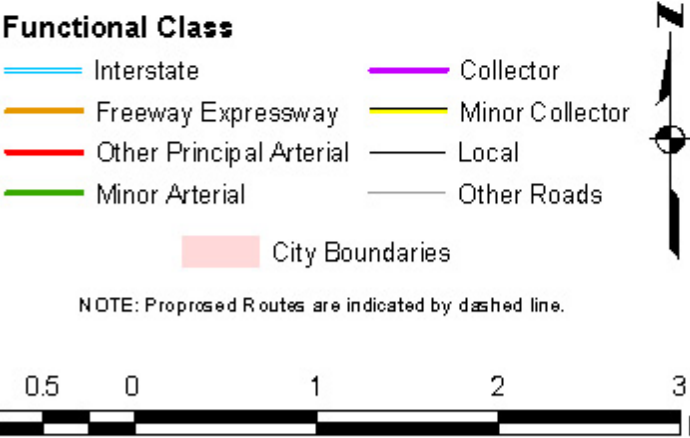 Functional Class
Interstate
Collector
Freeway Expressway
Minor Collector
Other Principal Arterial
Local
Minor Arterial
Other Roads
City Boundaries
NOTE: Proprosed Routes are indicated by dashed line.
0.5 0 1 2 3
N